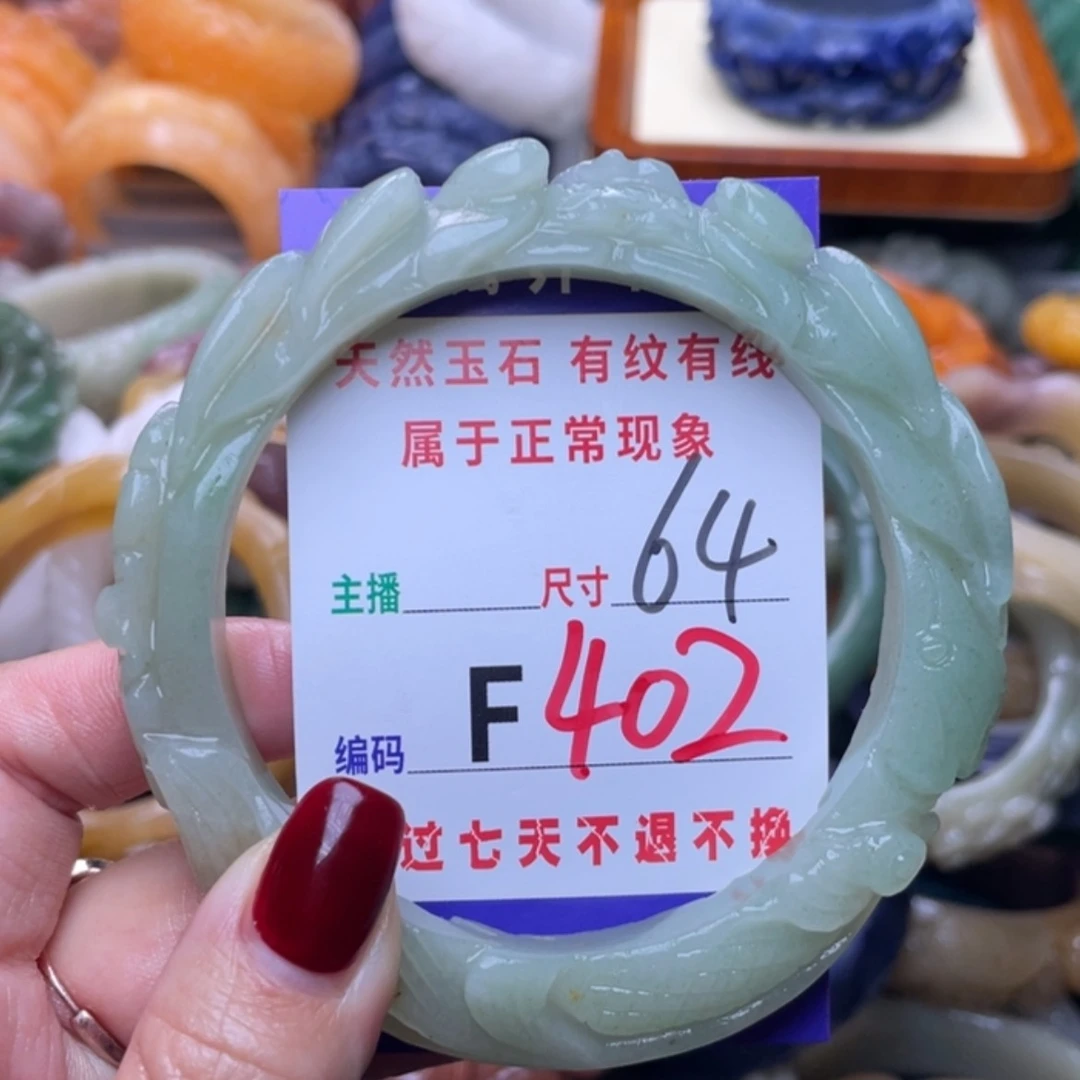 天然玉石 有纹有线
属于正常现象
主播 尺寸 64
编码 F402
过七天不退不换